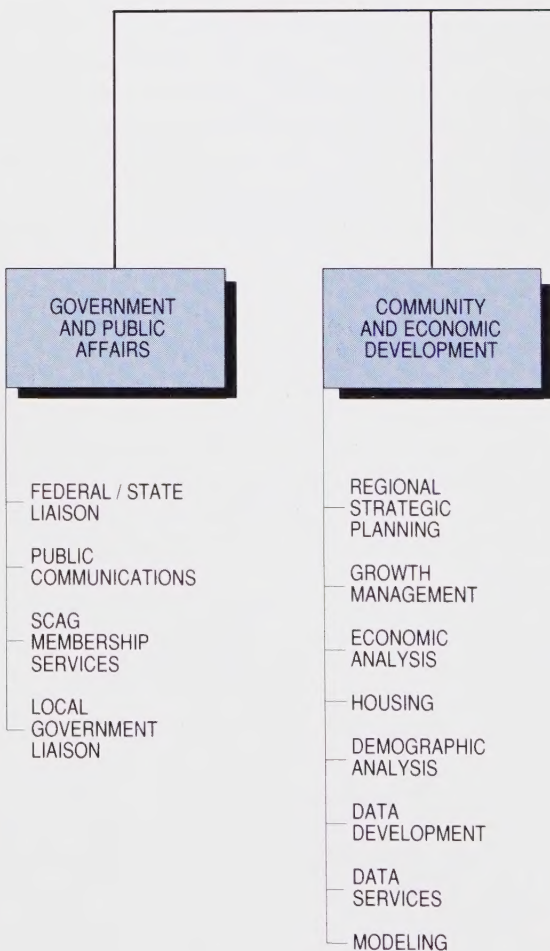 GOVERNMENT
AND PUBLIC
AFFAIRS
FEDERAL / STATE
LIAISON
PUBLIC
COMMUNICATIONS
SCAG
MEMBERSHIP
SERVICES
LOCAL
GOVERNMENT
LIAISON
COMMUNITY
AND ECONOMIC
DEVELOPMENT
REGIONAL
STRATEGIC
PLANNING
GROWTH
MANAGEMENT
ECONOMIC
ANALYSIS
HOUSING
DEMOGRAPHIC
ANALYSIS
DATA
DEVELOPMENT
DATA
SERVICES
MODELING